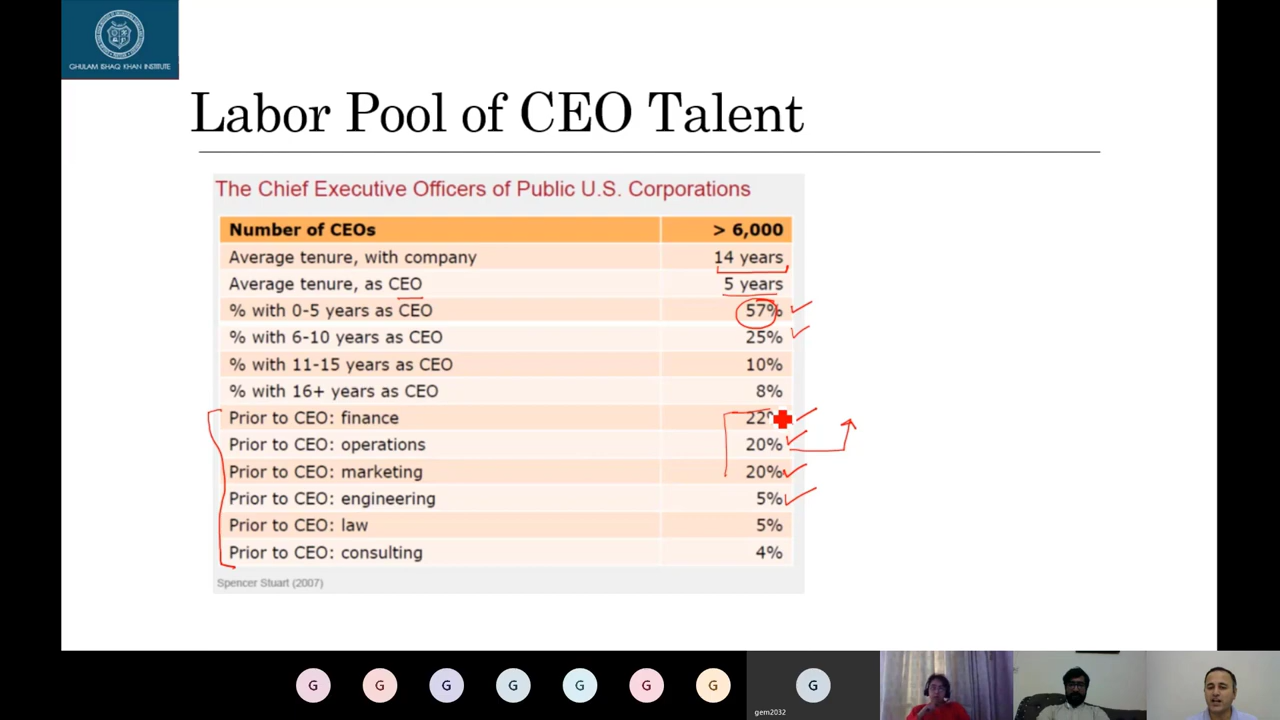 GHULAM ISHAQ KHAN INSTITUTE
Labor Pool of CEO Talent
The Chief Executive Officers of Public U.S. Corporations
Number of CEOs > 6,000
Average tenure, with company 14 years
Average tenure, as CEO 5 years
% with 0-5 years as CEO 57%
% with 6-10 years as CEO 25%
% with 11-15 years as CEO 10%
% with 16+ years as CEO 8%
Prior to CEO: finance 22%
Prior to CEO: operations 20%
Prior to CEO: marketing 20%
Prior to CEO: engineering 5%
Prior to CEO: law 5%
Prior to CEO: consulting 4%
Spencer Stuart (2007)
G G G G G G G G
gem2032